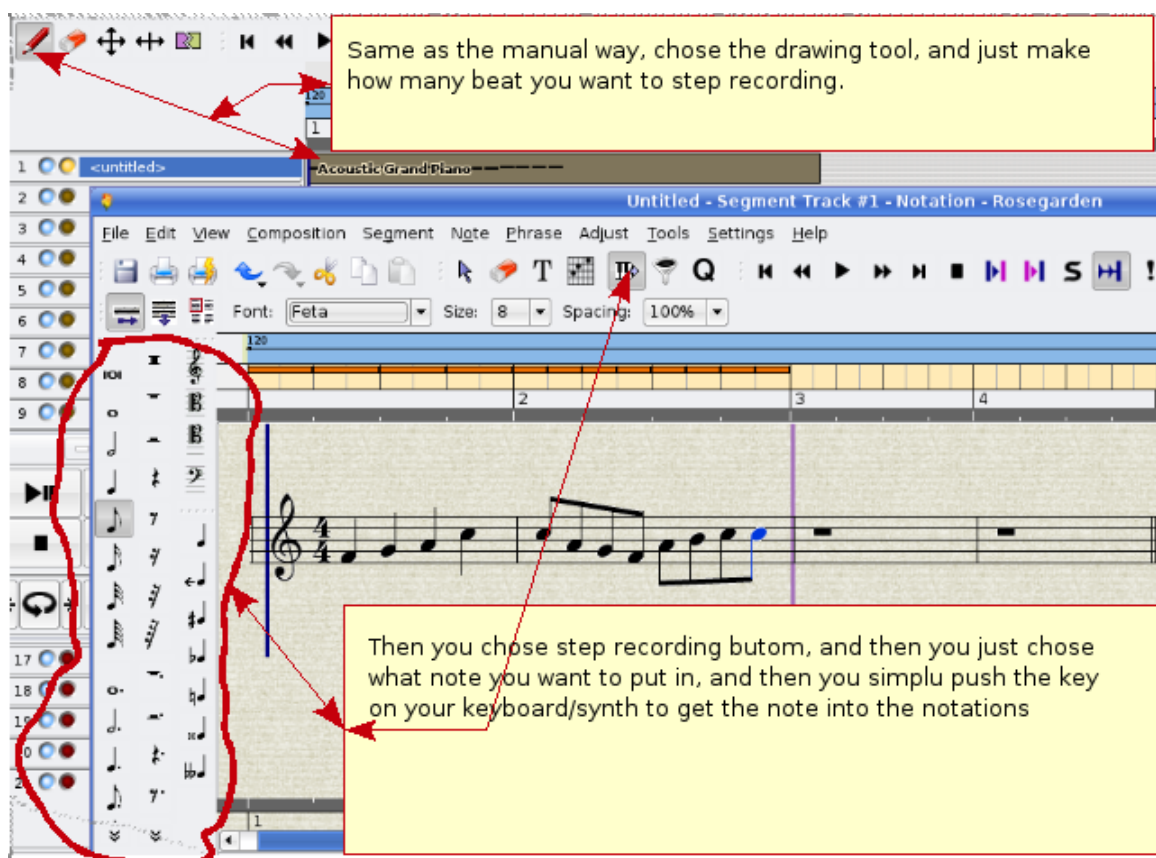 Same as the manual way, chose the drawing tool, and just make
how many beat you want to step recording.
120
1
1 <untitled> Acoustic Grand Piano
2
Untitled - Segment Track #1 - Notation - Rosegarden
3
File Edit View Composition Segment Note Phrase Adjust Tools Settings Help
4
T Q S !
5
6
Font: Feta Size: 8 Spacing: 100%
7
120
8
9
2 3 4
4
4
Then you chose step recording butom, and then you just chose
what note you want to put in, and then you simplu push the key
on your keyboard/synth to get the note into the notations
17
18
19
1